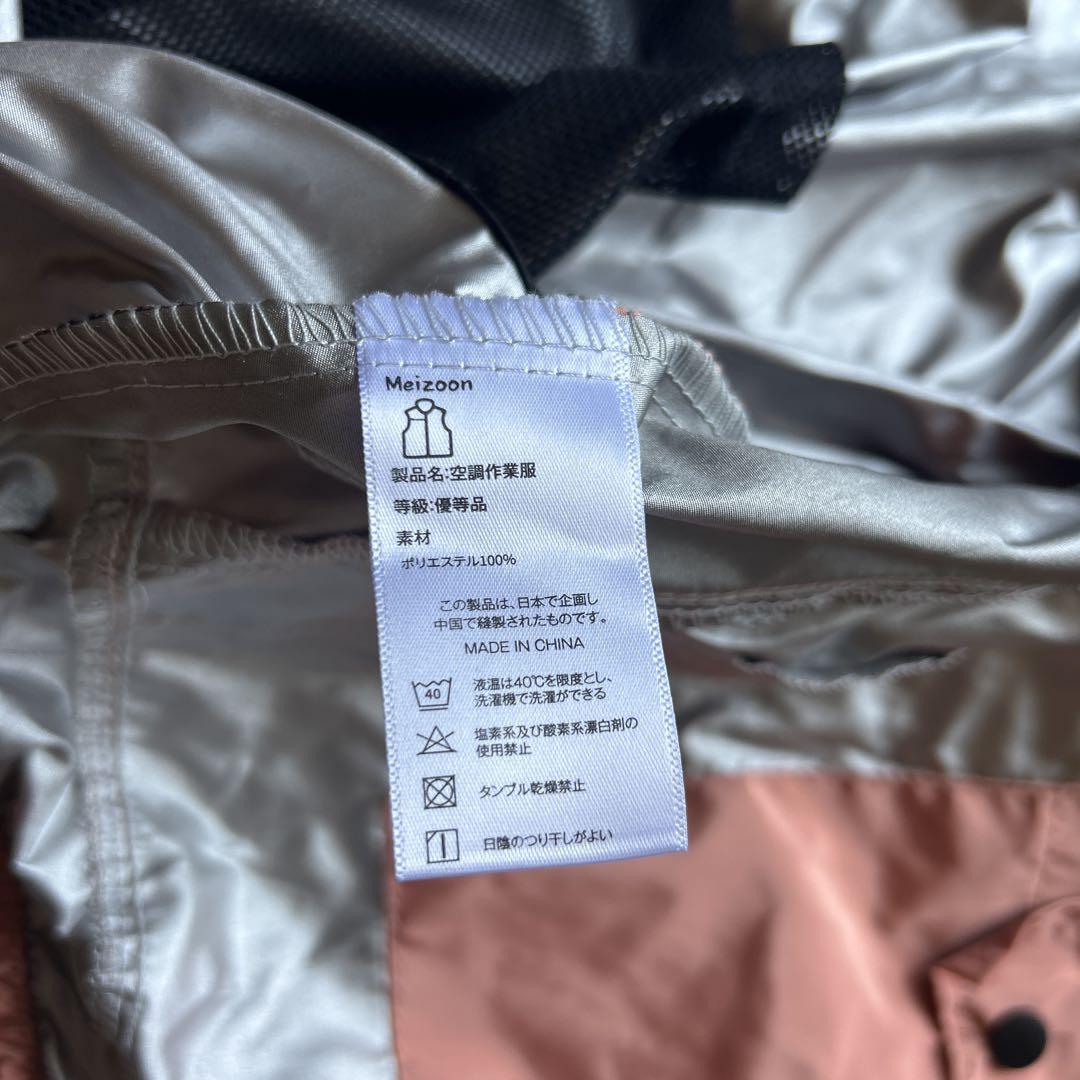 Meizoon
製品名:空調作業服
等級:優等品
素材
ポリエステル100%
この製品は、日本で企画し
中国で縫製されたものです。
MADE IN CHINA
40
液温は40℃を限度とし、
洗濯機で洗濯ができる
塩素系及び酸素系漂白剤の
使用禁止
タンブル乾燥禁止
日陰のつり干しがよい